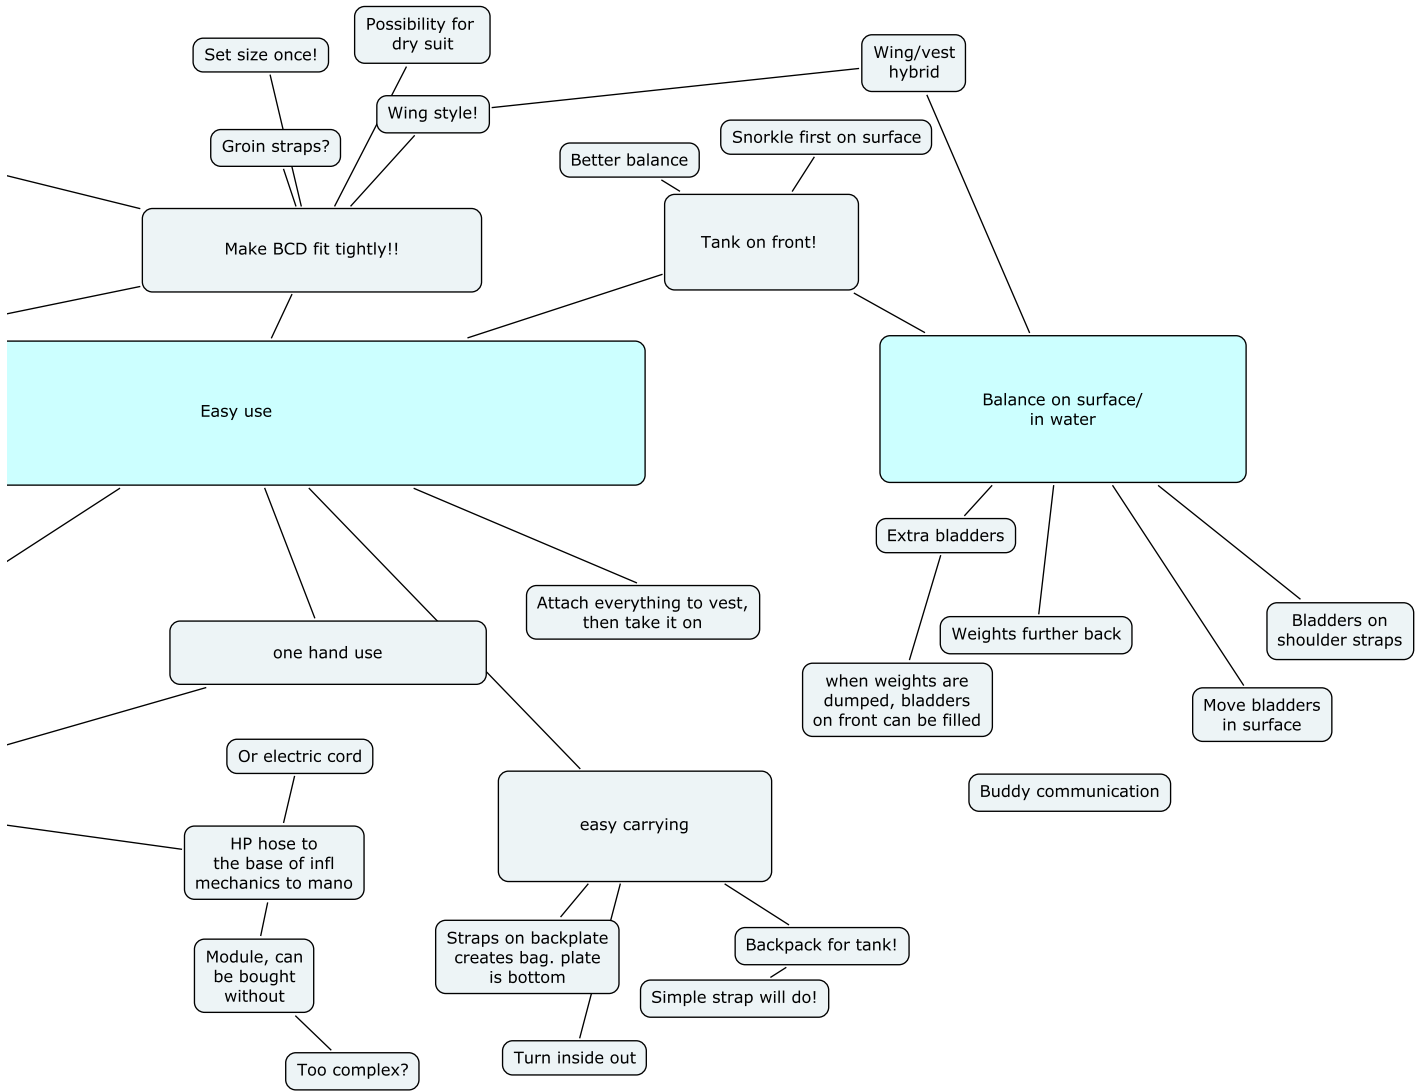 Possibility for
dry suit
Set size once!
Wing/vest
hybrid
Wing style!
Groin straps?
Snorkle first on surface
Better balance
Make BCD fit tightly!!
Tank on front!
Easy use
Balance on surface/
in water
Extra bladders
Attach everything to vest,
then take it on
Weights further back
Bladders on
shoulder straps
one hand use
when weights are
dumped, bladders
on front can be filled
Move bladders
in surface
Or electric cord
Buddy communication
easy carrying
HP hose to
the base of infl
mechanics to mano
Straps on backplate
creates bag. plate
is bottom
Backpack for tank!
Module, can
be bought
without
Simple strap will do!
Turn inside out
Too complex?